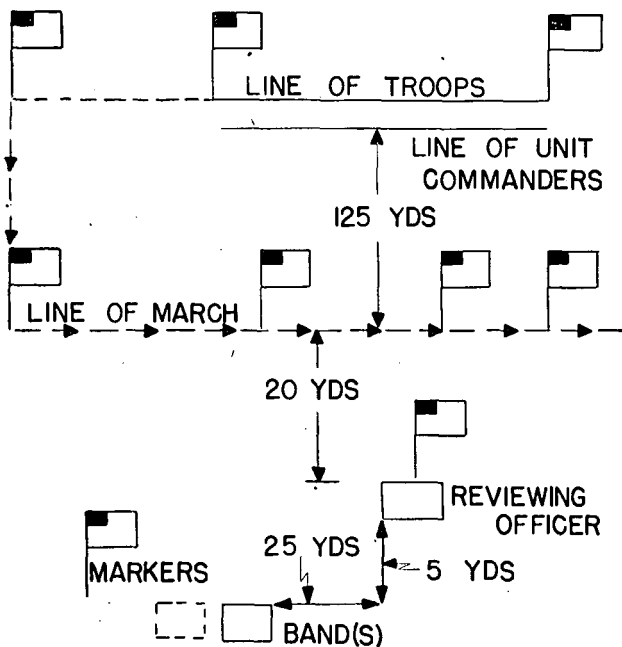 LINE OF TROOPS
LINE OF UNIT
COMMANDERS
125 YDS
LINE OF MARCH
20 YDS
REVIEWING
OFFICER
25 YDS
MARKERS
5 YDS
BAND(S)